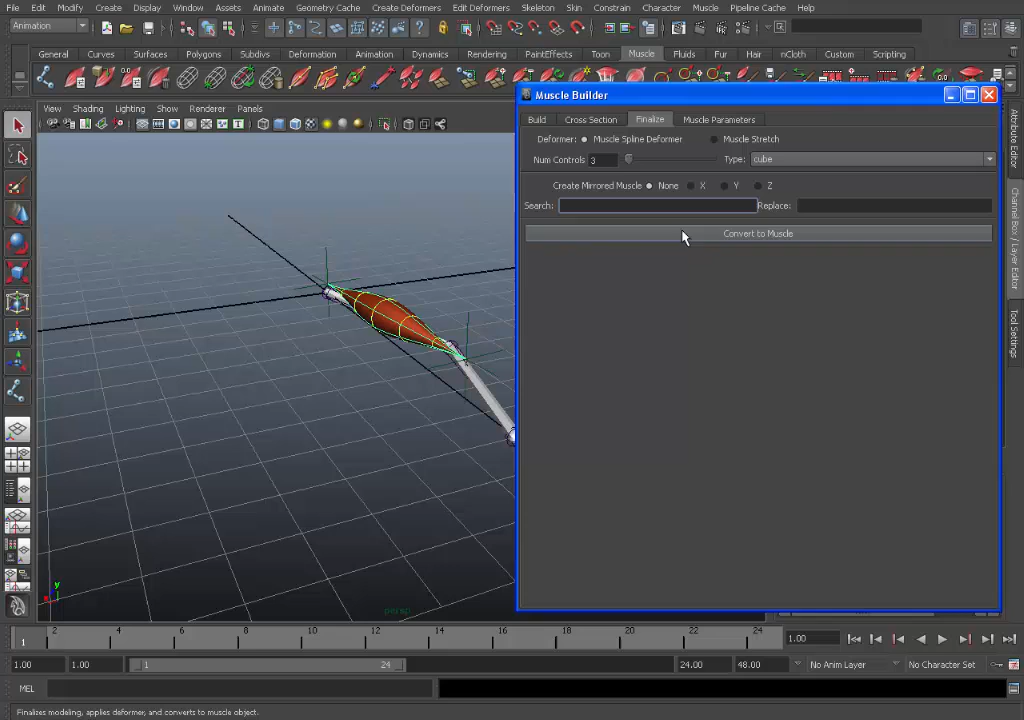 File Edit Modify Create Display Window Assets Animate Geometry Cache Create Deformers Edit Deformers Skeleton Skin Constrain Character Muscle Pipeline Cache Help
Animation
General Curves Surfaces Polygons Subdivs Deformation Animation Dynamics Rendering PaintEffects Toon Muscle Fluids Fur Hair nCloth Custom Scripting
View Shading Lighting Show Renderer Panels
Muscle Builder
Build Cross Section Finalize Muscle Parameters
Deformer: Muscle Spline Deformer Muscle Stretch
Num Controls 3 Type: cube
Create Mirrored Muscle None X Y Z
Search: Replace:
Convert to Muscle
Attribute Editor
Channel Box / Layer Editor
Tool Settings
y
persp
1 2 4 6 8 10 12 14 16 18 20 22 24 1.00
1.00 1.00 1 24 24.00 48.00 No Anim Layer No Character Set
MEL
Finalizes modeling, applies deformer, and converts to muscle object.